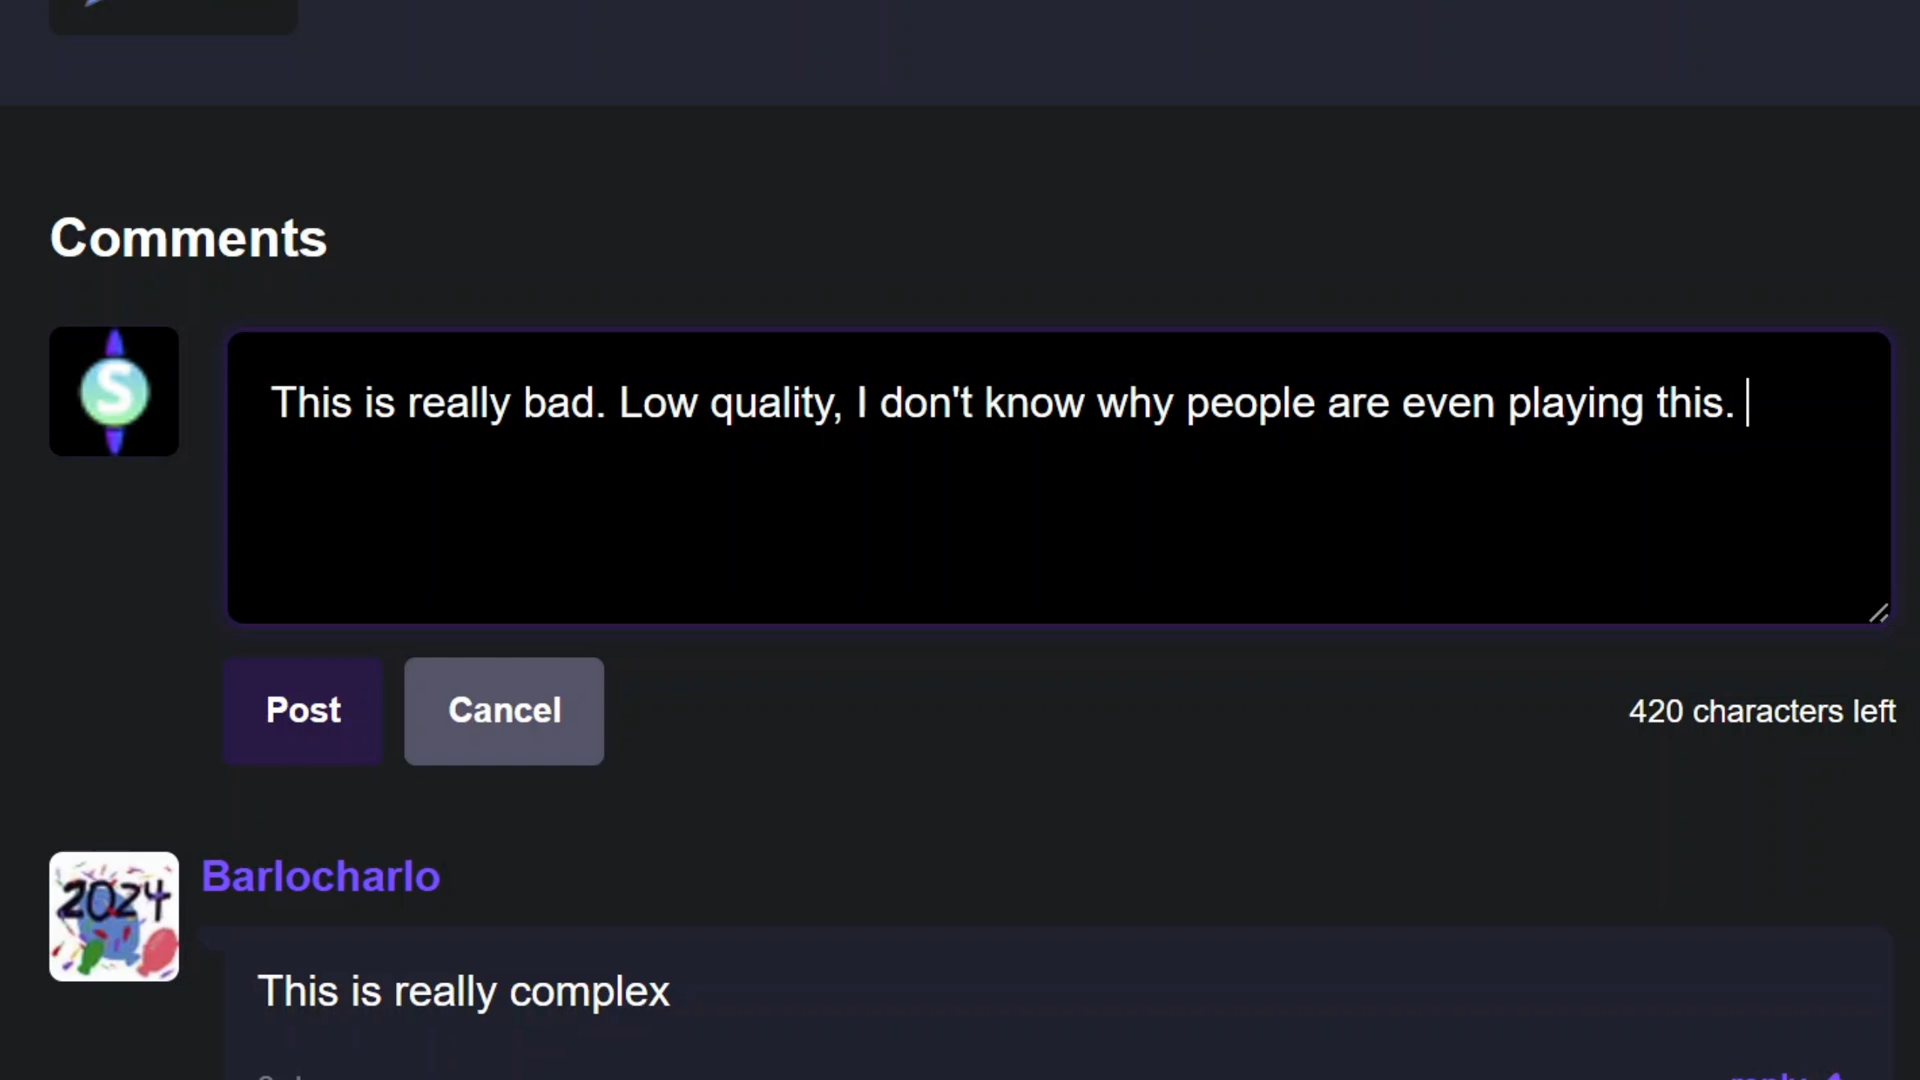 Comments
S
This is really bad. Low quality, I don't know why people are even playing this.
Post
Cancel
420 characters left
2024
Barlocharlo
This is really complex